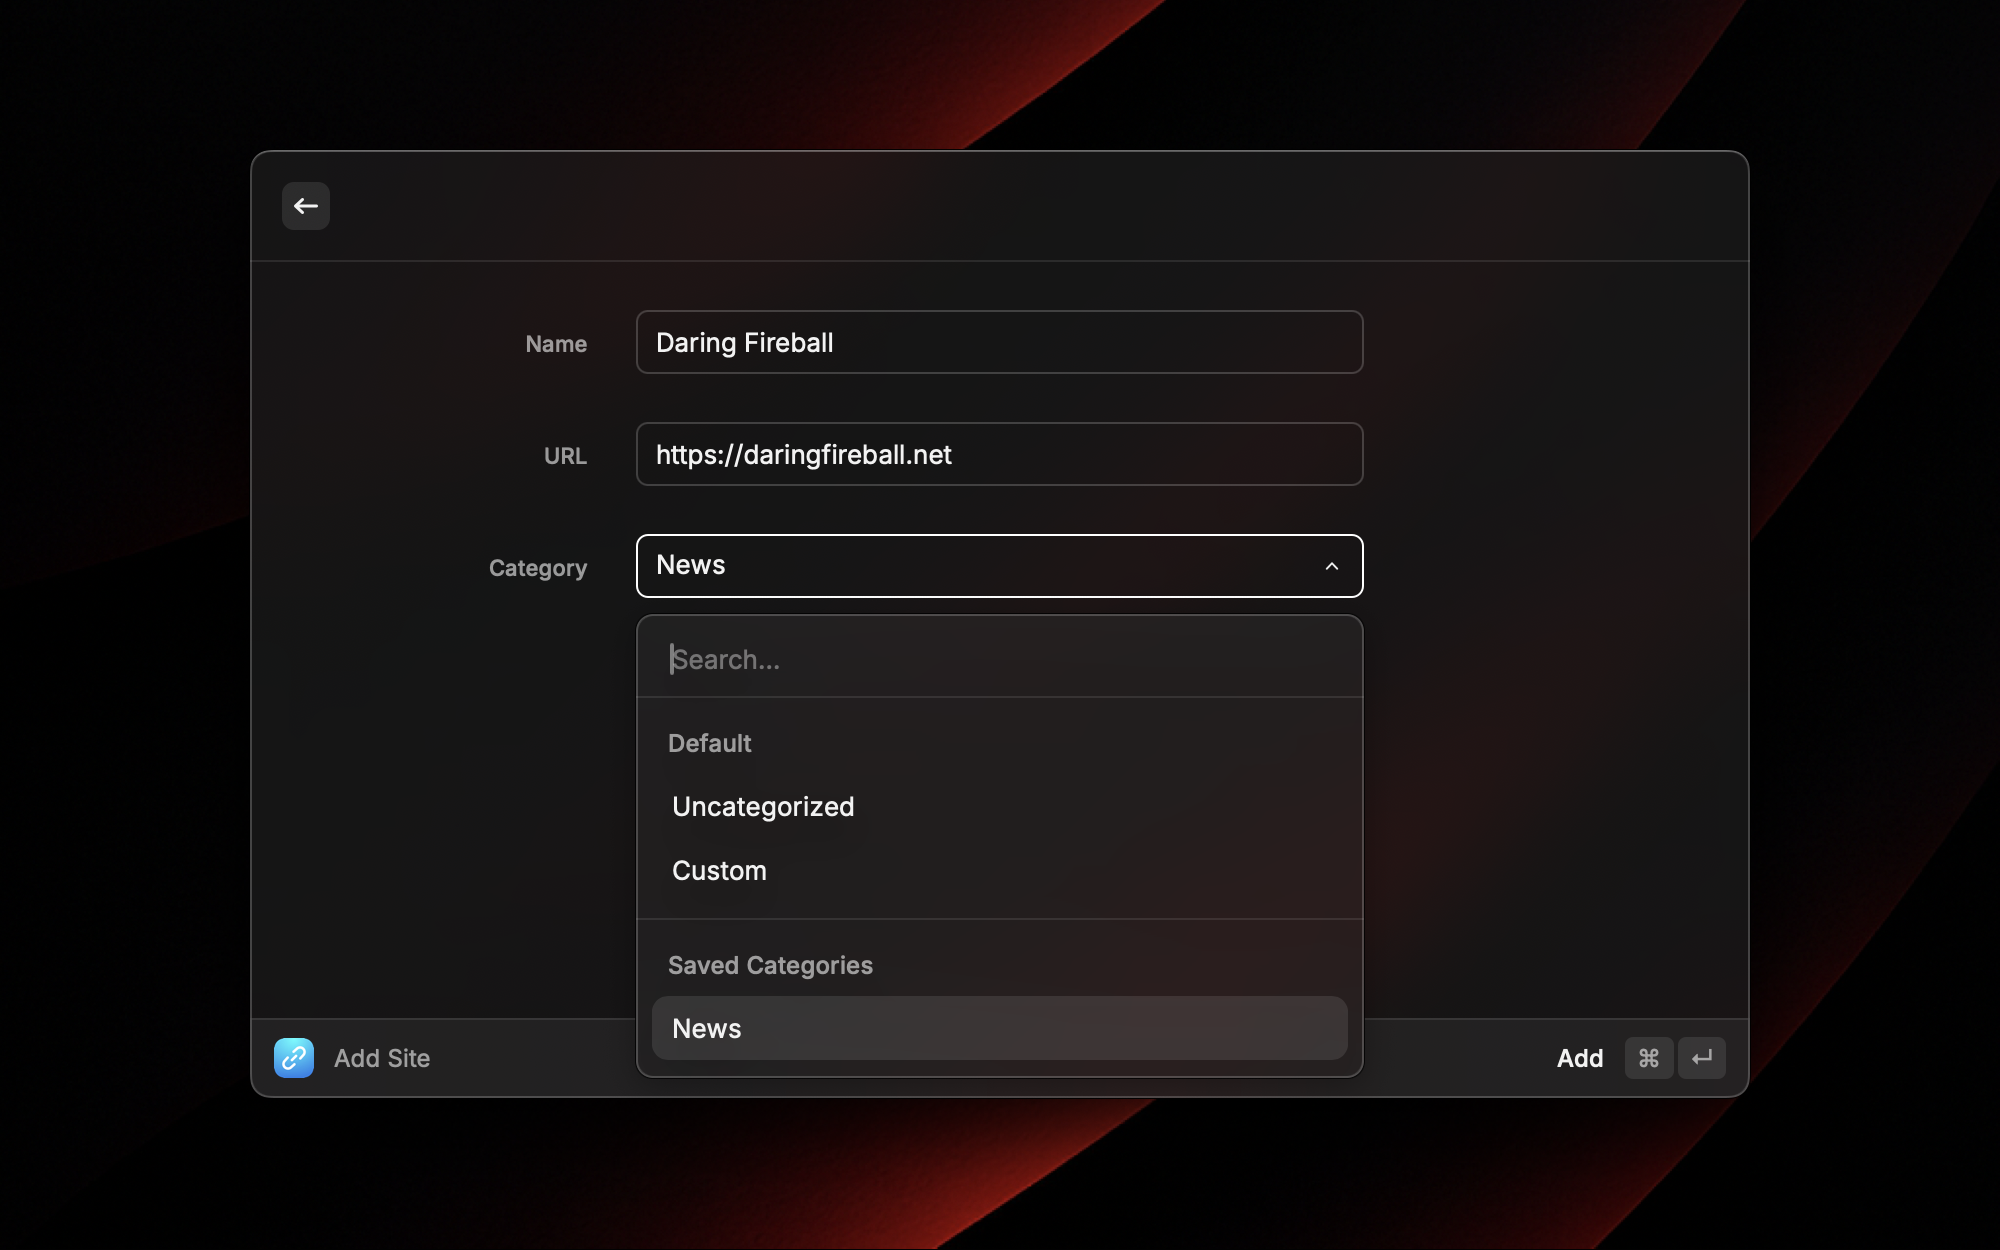 Name
Daring Fireball
URL
https://daringfireball.net
Category
News
Search...
Default
Uncategorized
Custom
Saved Categories
News
Add Site
Add ⌘ ↵